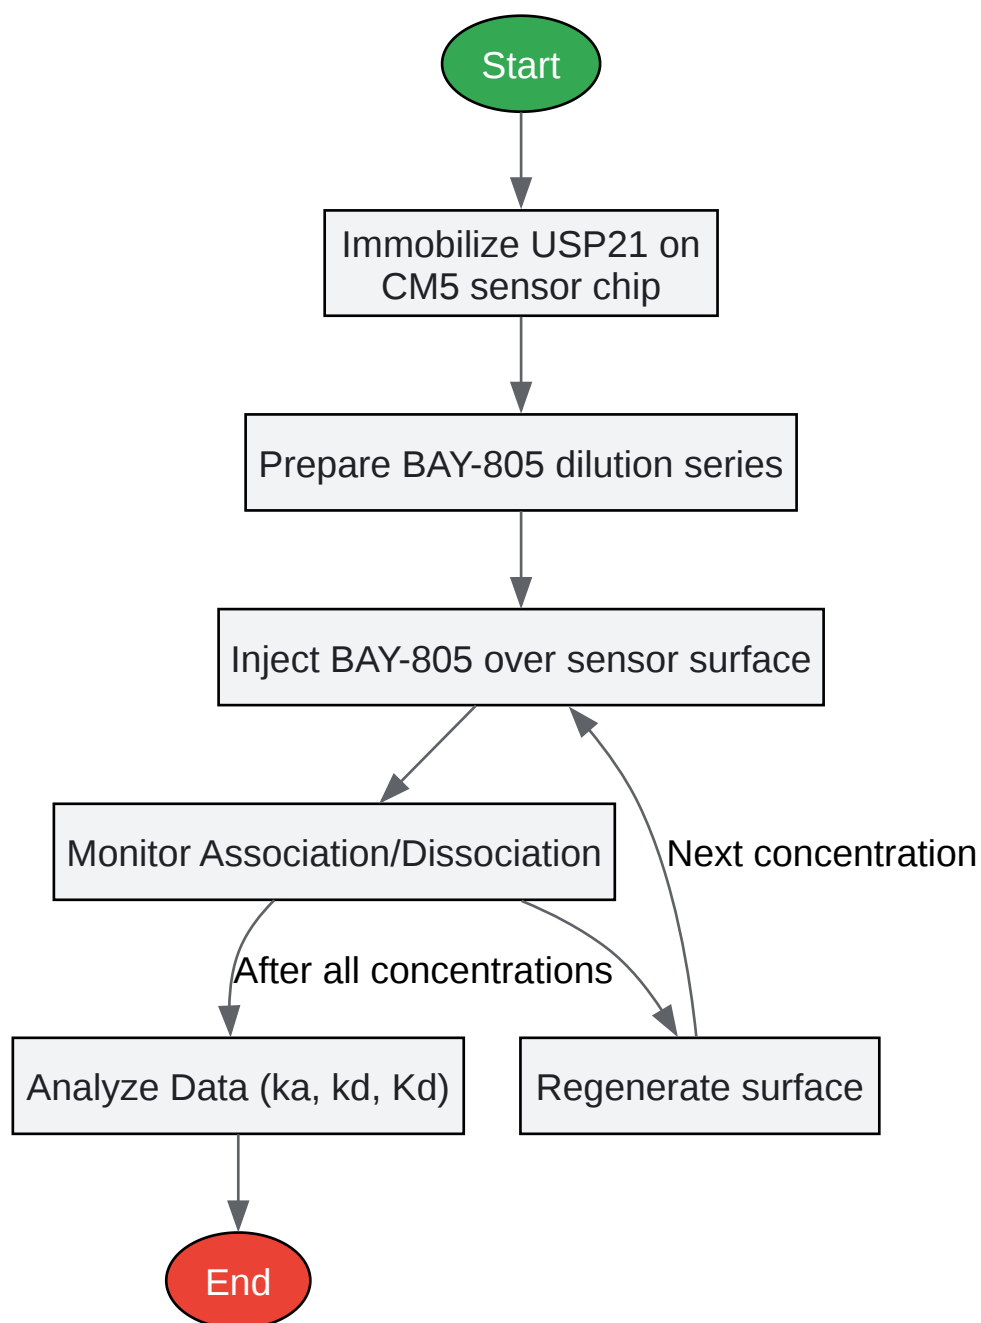 Start
Immobilize USP21 on
CM5 sensor chip
Prepare BAY-805 dilution series
Inject BAY-805 over sensor surface
Monitor Association/Dissociation
Next concentration
After all concentrations
Analyze Data (ka, kd, Kd)
Regenerate surface
End